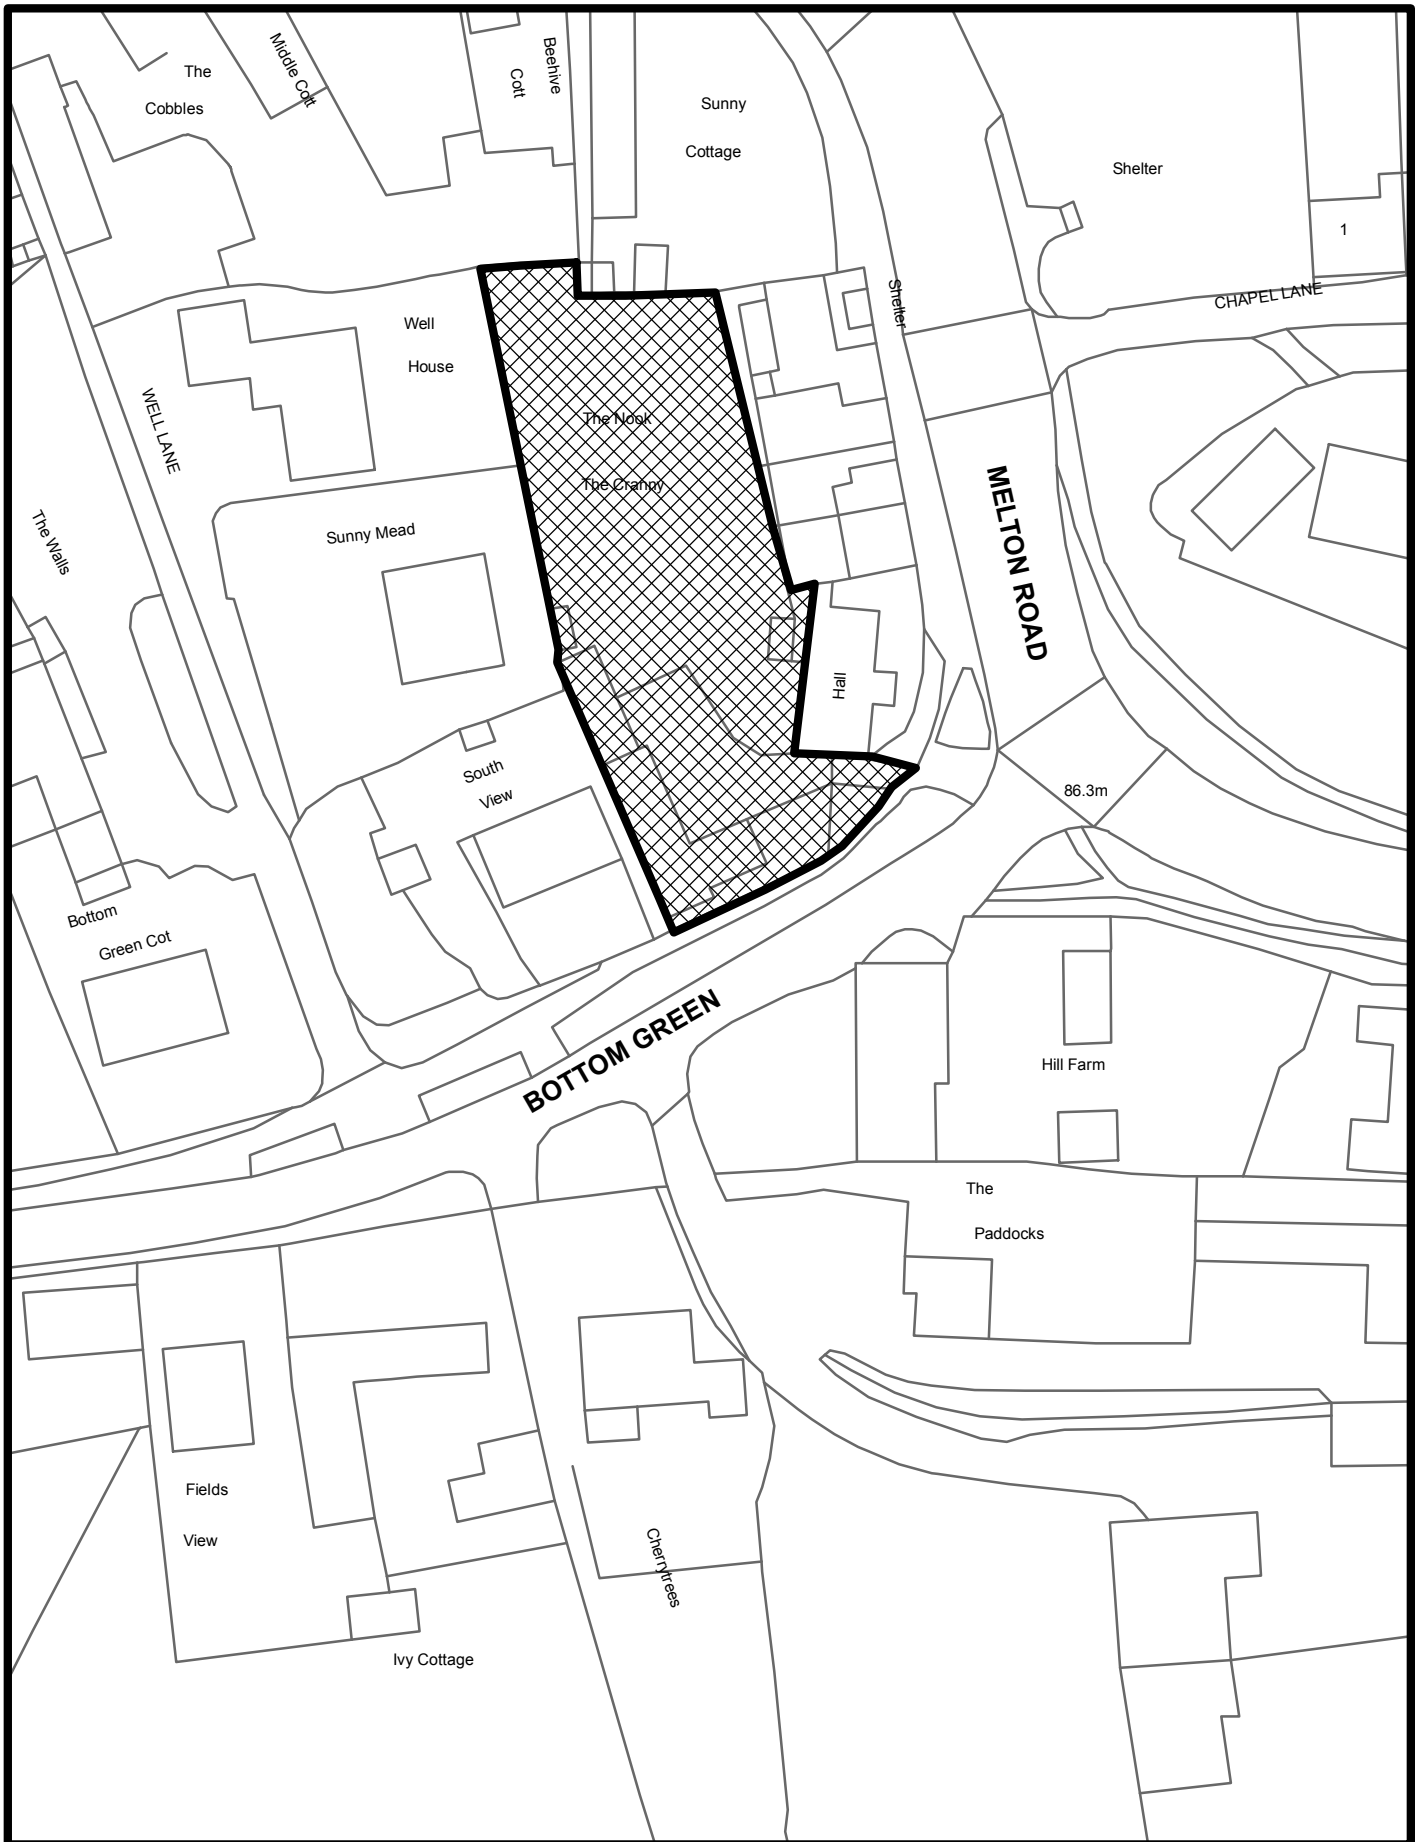 The
Cobbles
Middle Cott
Beehive
Cott
Sunny
Cottage
Shelter
1
Shelter
CHAPEL LANE
Well
House
WELL LANE
The Nook
The Cranny
The Walls
Sunny Mead
MELTON ROAD
Hall
South
View
86.3m
Bottom
Green Cot
BOTTOM GREEN
Hill Farm
The
Paddocks
Fields
View
Cherrytrees
Ivy Cottage